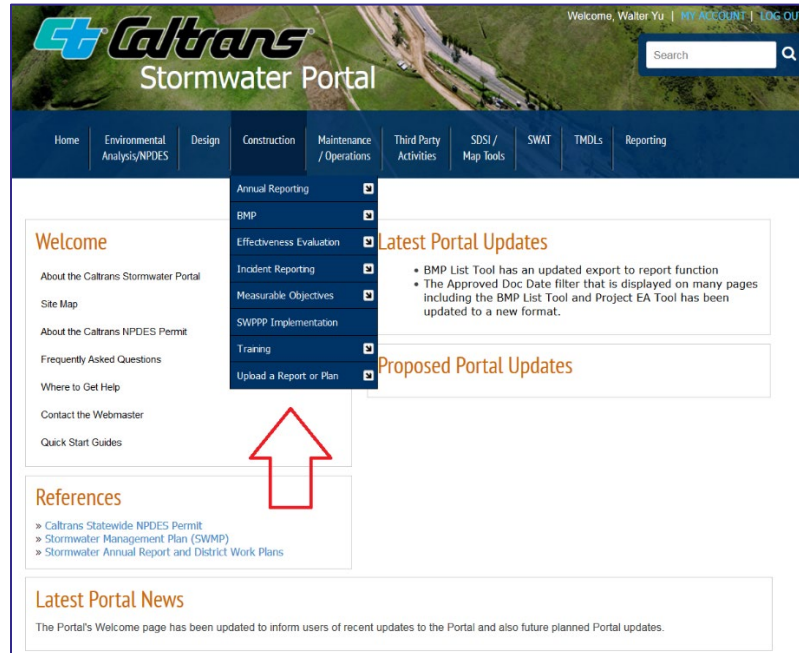 Welcome, Walter Yu | MY ACCOUNT | LOG OU
Caltrans
Stormwater Portal
Search
Home
Environmental
Analysis/NPDES
Design
Construction
Maintenance
/ Operations
Third Party
Activities
SDSI /
Map Tools
SWAT
TMDLs
Reporting
Annual Reporting
BMP
Effectiveness Evaluation
Incident Reporting
Measurable Objectives
SWPPP Implementation
Training
Upload a Report or Plan
Welcome
About the Caltrans Stormwater Portal
Site Map
About the Caltrans NPDES Permit
Frequently Asked Questions
Where to Get Help
Contact the Webmaster
Quick Start Guides
Latest Portal Updates
• BMP List Tool has an updated export to report function
• The Approved Doc Date filter that is displayed on many pages
including the BMP List Tool and Project EA Tool has been
updated to a new format.
Proposed Portal Updates
References
» Caltrans Statewide NPDES Permit
» Stormwater Management Plan (SWMP)
» Stormwater Annual Report and District Work Plans
Latest Portal News
The Portal's Welcome page has been updated to inform users of recent updates to the Portal and also future planned Portal updates.